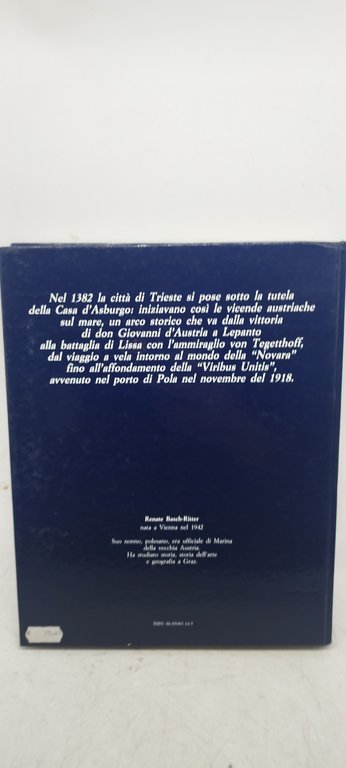 Nel 1382 la città di Trieste si pose sotto la tutela
della Casa d'Asburgo: iniziavano così le vicende austriache
sul mare, un arco storico che va dalla vittoria
di don Giovanni d'Austria a Lepanto
alla battaglia di Lissa con l'ammiraglio von Tegetthoff,
dal viaggio a vela intorno al mondo della "Novara"
fino all'affondamento della "Viribus Unitis",
avvenuto nel porto di Pola nel novembre del 1918.
Renate Basch-Ritter
nata a Vienna nel 1942
Suo nonno, polesano, era ufficiale di Marina
della vecchia Austria.
Ha studiato storia, storia dell'arte
e geografia a Graz.
ISBN